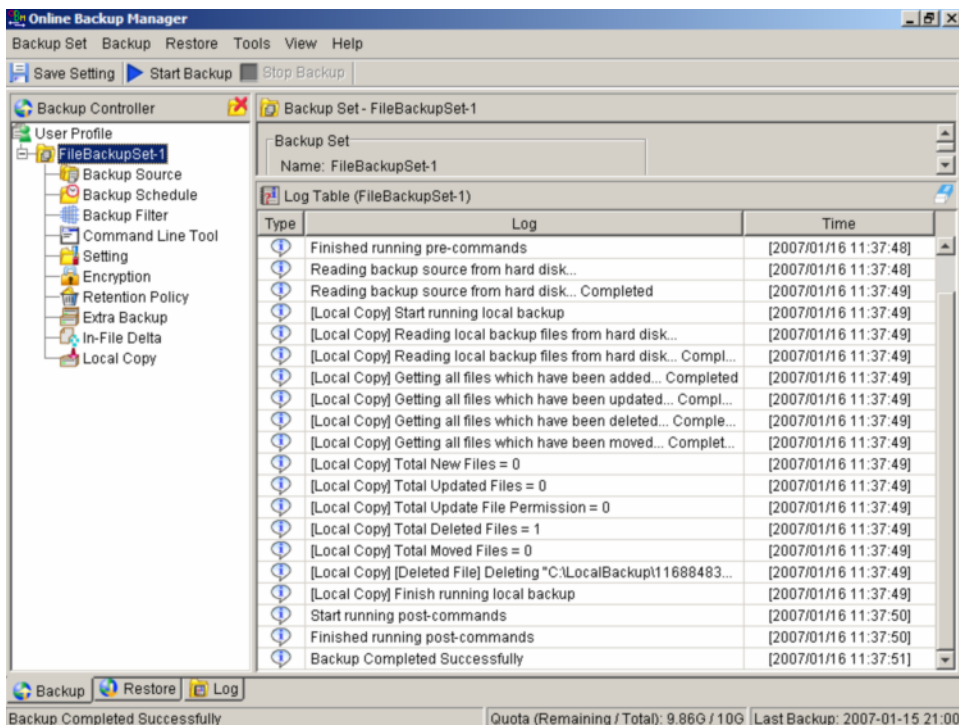 Online Backup Manager
Backup Set Backup Restore Tools View Help
Save Setting Start Backup Stop Backup
Backup Controller
User Profile
FileBackupSet-1
Backup Source
Backup Schedule
Backup Filter
Command Line Tool
Setting
Encryption
Retention Policy
Extra Backup
In-File Delta
Local Copy
Backup Set - FileBackupSet-1
Backup Set
Name: FileBackupSet-1
Log Table (FileBackupSet-1)
Type Log Time
Finished running pre-commands [2007/01/16 11:37:48]
Reading backup source from hard disk... [2007/01/16 11:37:48]
Reading backup source from hard disk... Completed [2007/01/16 11:37:49]
[Local Copy] Start running local backup [2007/01/16 11:37:49]
[Local Copy] Reading local backup files from hard disk... [2007/01/16 11:37:49]
[Local Copy] Reading local backup files from hard disk... Compl... [2007/01/16 11:37:49]
[Local Copy] Getting all files which have been added... Completed [2007/01/16 11:37:49]
[Local Copy] Getting all files which have been updated... Compl... [2007/01/16 11:37:49]
[Local Copy] Getting all files which have been deleted... Comple... [2007/01/16 11:37:49]
[Local Copy] Getting all files which have been moved... Complet... [2007/01/16 11:37:49]
[Local Copy] Total New Files = 0 [2007/01/16 11:37:49]
[Local Copy] Total Updated Files = 0 [2007/01/16 11:37:49]
[Local Copy] Total Update File Permission = 0 [2007/01/16 11:37:49]
[Local Copy] Total Deleted Files = 1 [2007/01/16 11:37:49]
[Local Copy] Total Moved Files = 0 [2007/01/16 11:37:49]
[Local Copy] [Deleted File] Deleting "C:\LocalBackup\11688483... [2007/01/16 11:37:49]
[Local Copy] Finish running local backup [2007/01/16 11:37:49]
Start running post-commands [2007/01/16 11:37:50]
Finished running post-commands [2007/01/16 11:37:50]
Backup Completed Successfully [2007/01/16 11:37:51]
Backup Restore Log
Backup Completed Successfully Quota (Remaining / Total): 9.86G / 10G Last Backup: 2007-01-15 21:00